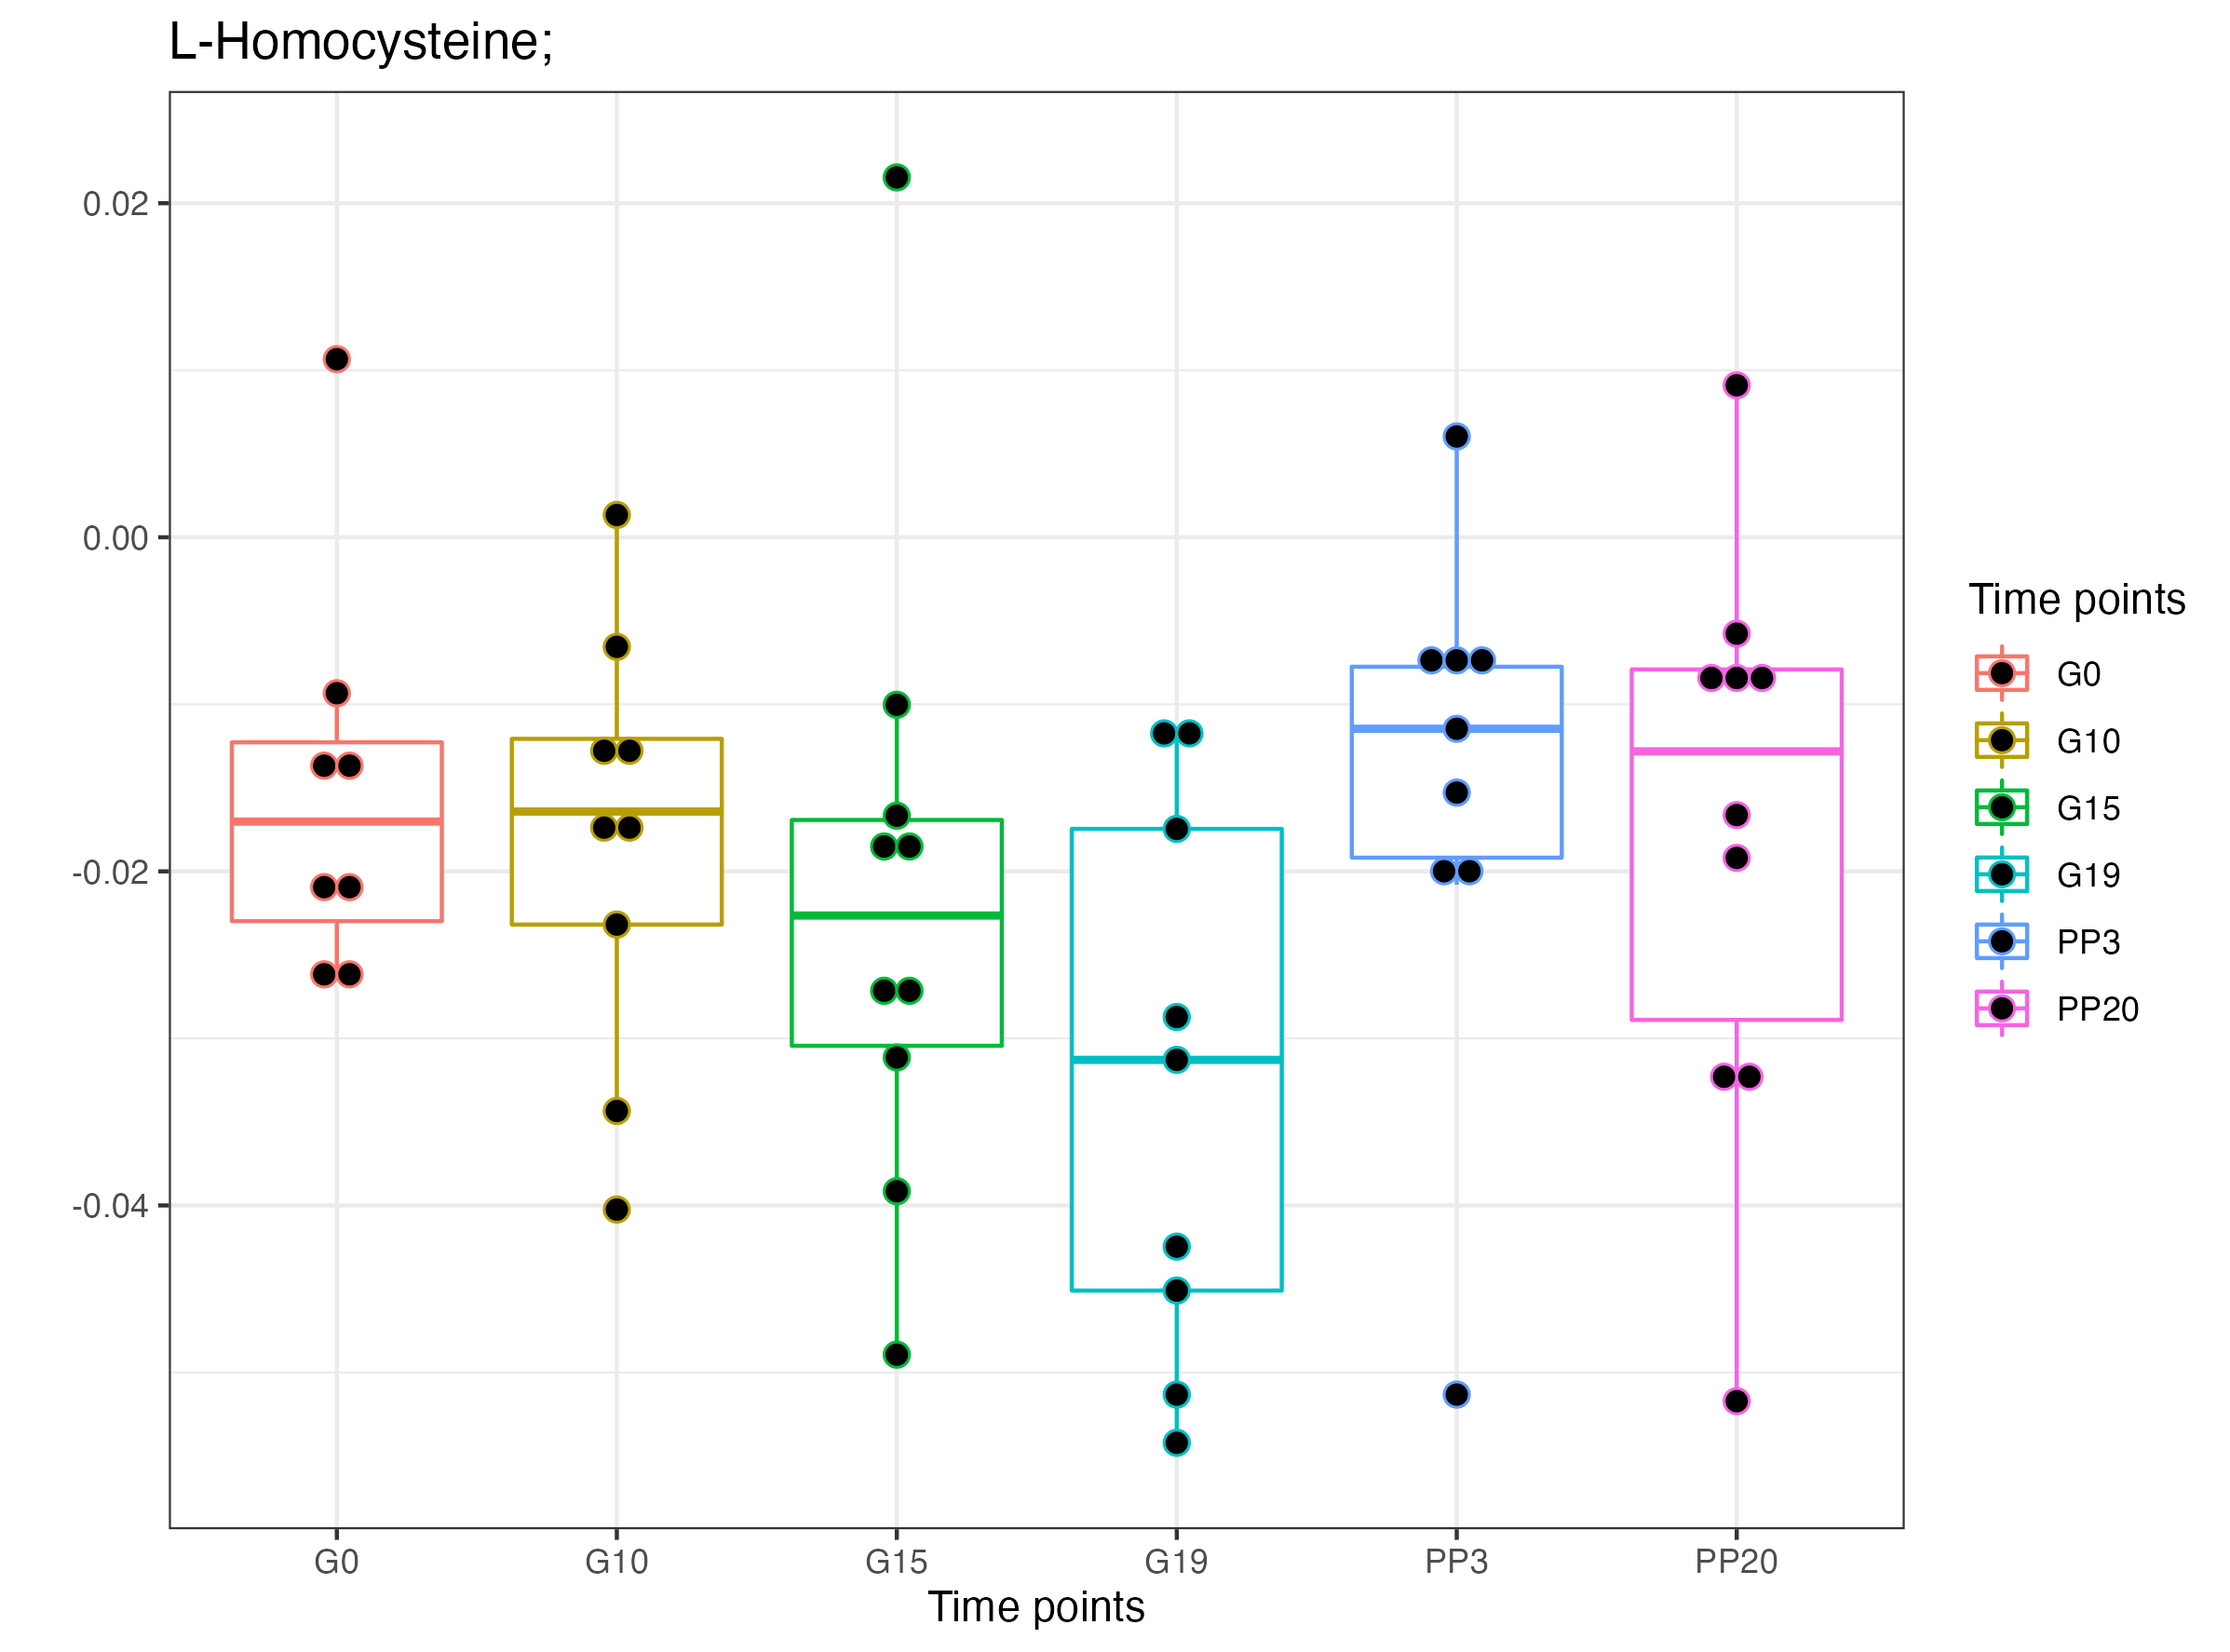 L-Homocysteine;
0.02
0.00
-0.02
-0.04
G0 G10 G15 G19 PP3 PP20
Time points
Time points
G0
G10
G15
G19
PP3
PP20